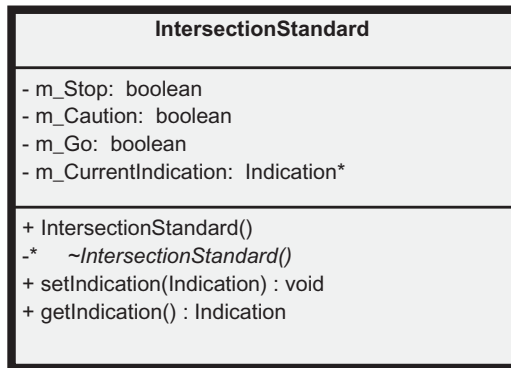 IntersectionStandard
- m_Stop: boolean
- m_Caution: boolean
- m_Go: boolean
- m_CurrentIndication: Indication*
+ IntersectionStandard()
-* ~IntersectionStandard()
+ setIndication(Indication) : void
+ getIndication() : Indication